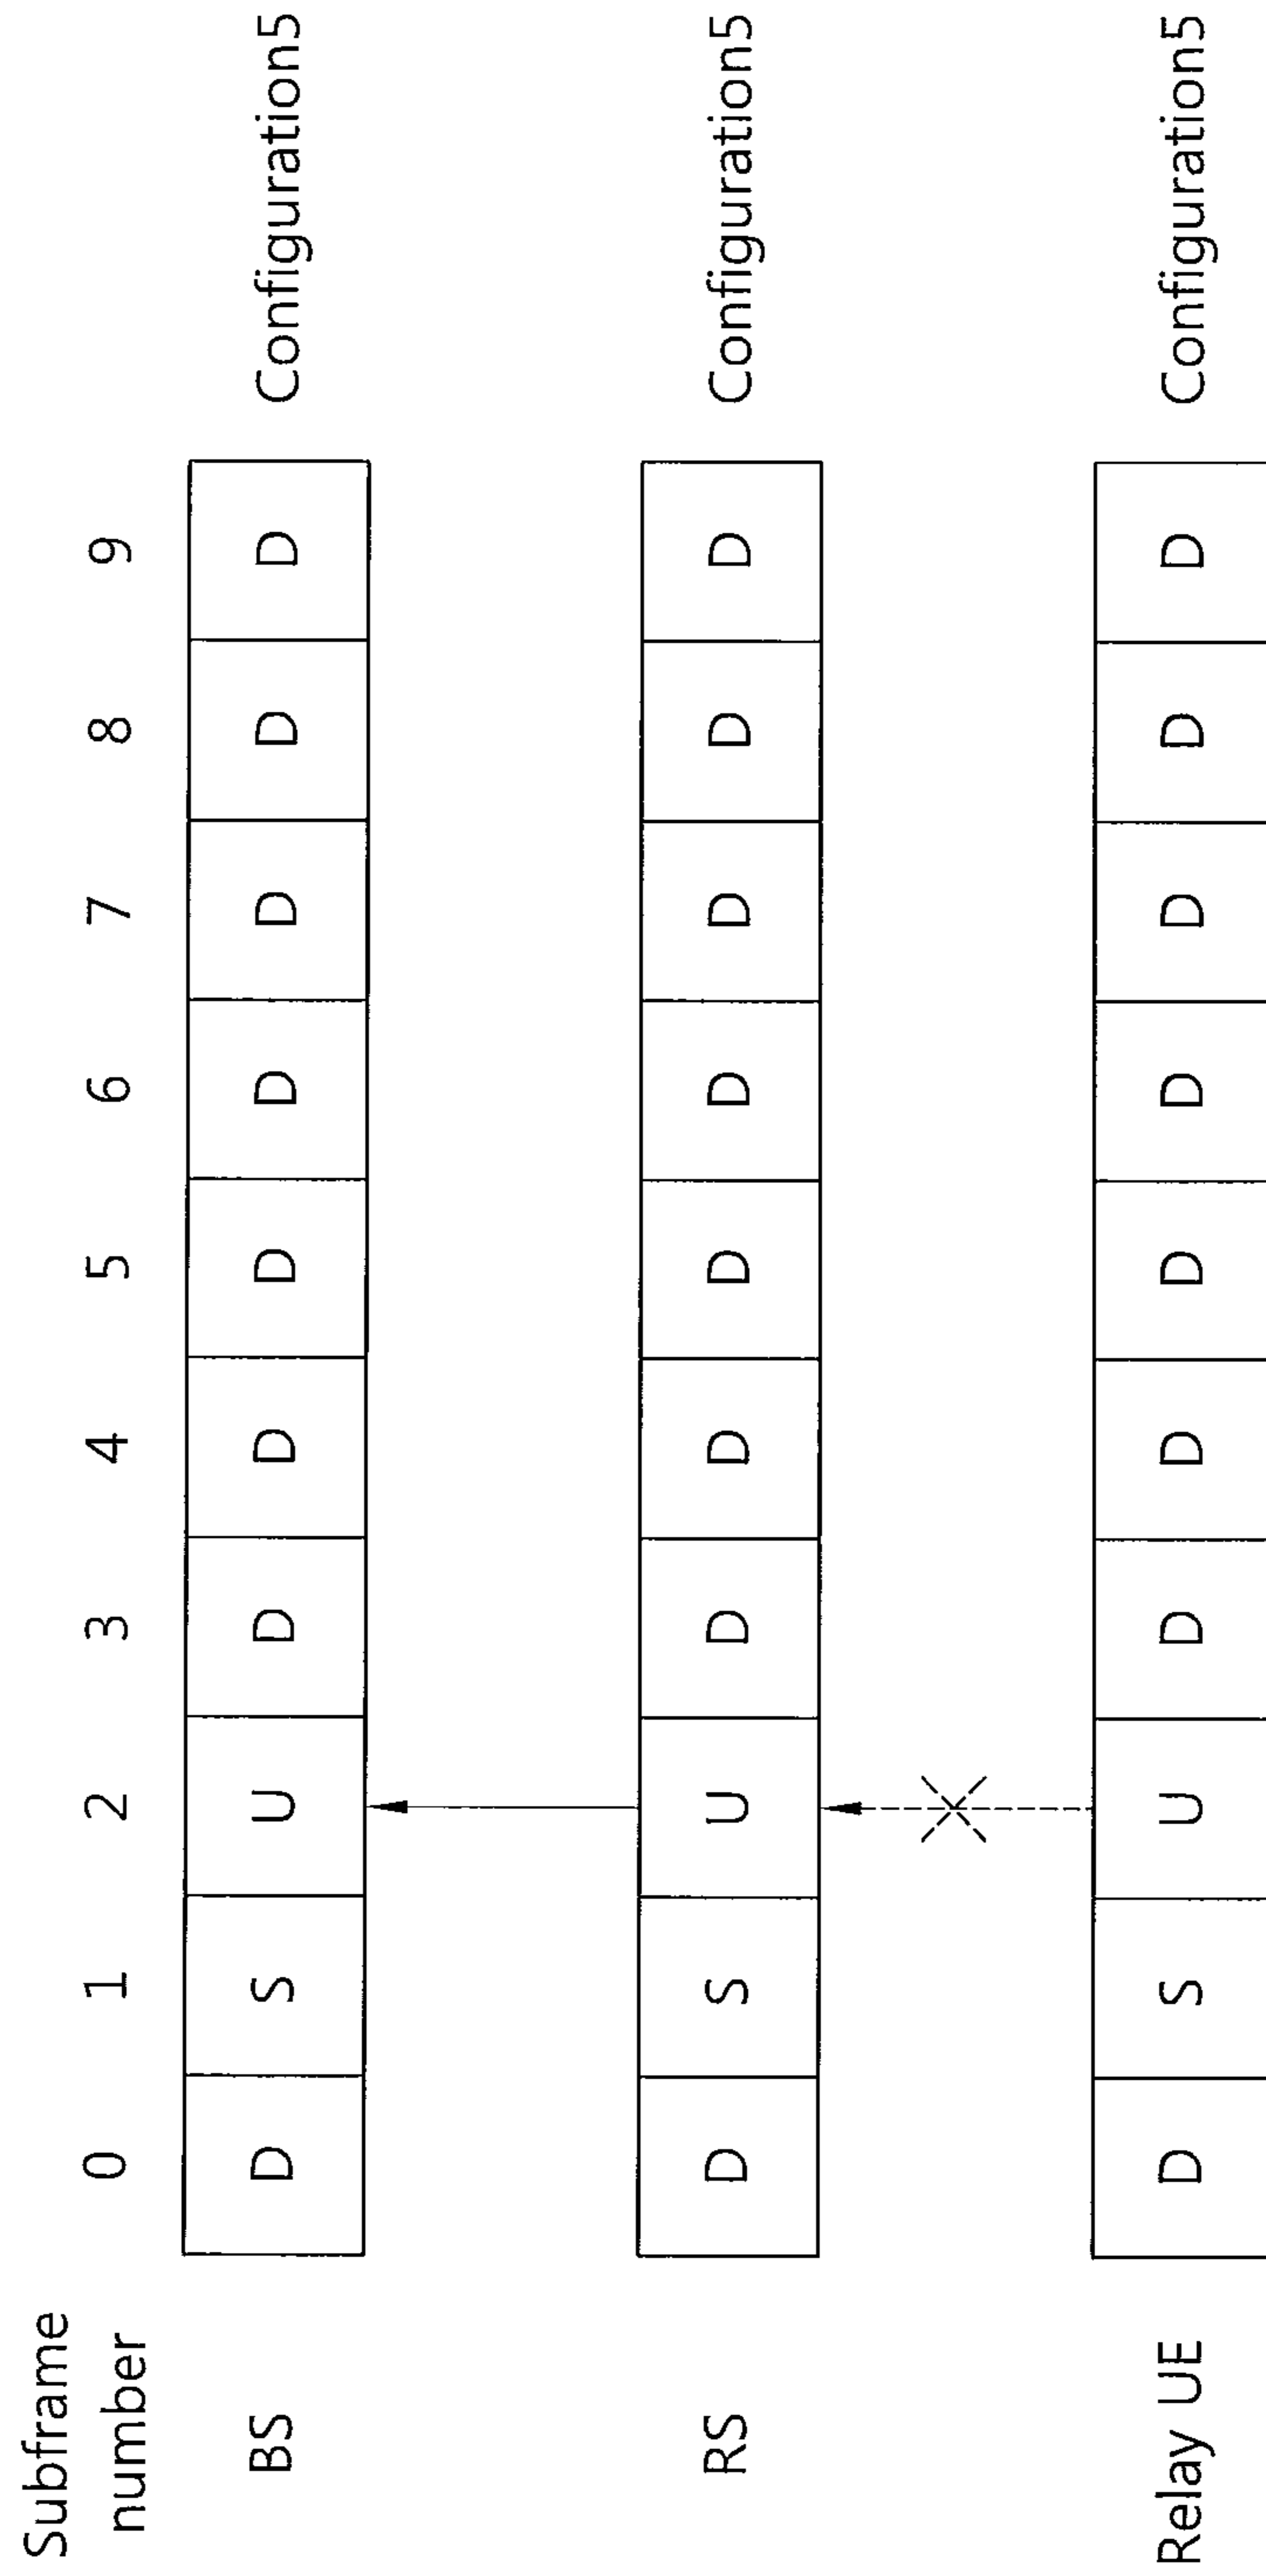 Subframe
number
0 1 2 3 4 5 6 7 8 9
BS D S U D D D D D D D Configuration5
RS D S U D D D D D D D Configuration5
Relay UE D S U D D D D D D D Configuration5